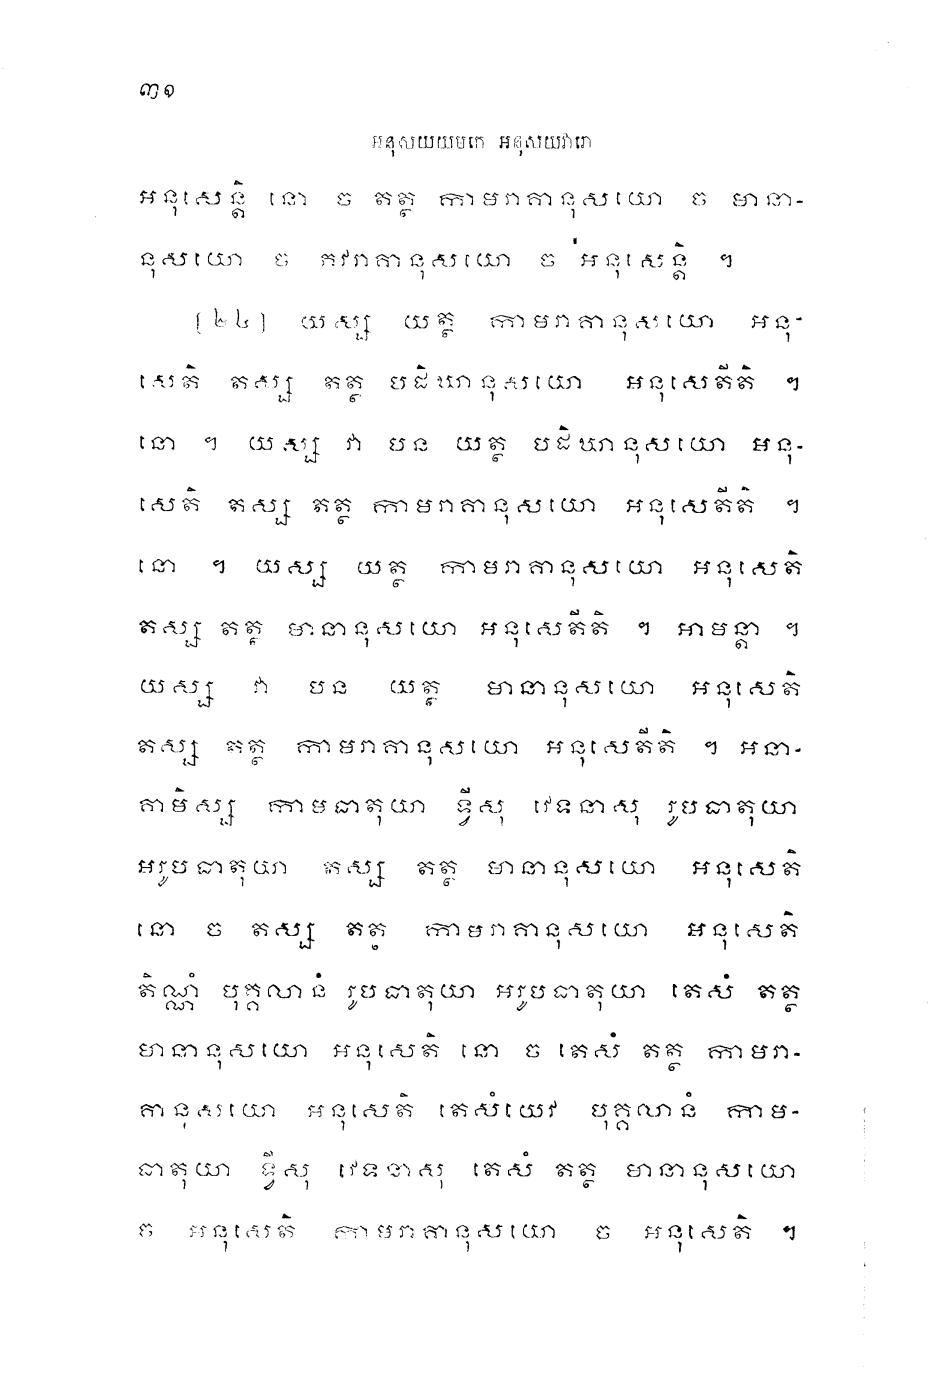 ៣១
អនុសយយមកេ អនុសយវារោ
អនុសេន្តិ នោ ច តត្ថ កាមរាគានុសយោ ច មានា-
នុសយោ ច ភវរាគានុសយោ ច អនុសេន្តិ ។
[២៤] យស្ស យត្ថ កាមរាគានុសយោ អនុ-
សេតិ តស្ស តត្ថ បដិឃានុសយោ អនុសេតីតិ ។
នោ ។ យស្ស វា បន យត្ថ បដិឃានុសយោ អនុ-
សេតិ តស្ស តត្ថ កាមរាគានុសយោ អនុសេតីតិ ។
នោ ។ យស្ស យត្ថ កាមរាគានុសយោ អនុសេតិ
តស្ស តត្ថ មានានុសយោ អនុសេតីតិ ។ អាមន្តា ។
យស្ស វា បន យត្ថ មានានុសយោ អនុសេតិ
តស្ស តត្ថ កាមរាគានុសយោ អនុសេតីតិ ។ អនា-
គាមិស្ស កាមធាតុយា ទ្វីសុ វេទនាសុ រូបធាតុយា
អរូបធាតុយា តស្ស តត្ថ មានានុសយោ អនុសេតិ
នោ ច តស្ស តត្ថ កាមរាគានុសយោ អនុសេតិ
តិណ្ណំ បុគ្គលានំ រូបធាតុយា អរូបធាតុយា តេសំ តត្ថ
មានានុសយោ អនុសេតិ នោ ច តេសំ តត្ថ កាមរា-
គានុសយោ អនុសេតិ តេសំយេវ បុគ្គលានំ កាម-
ធាតុយា ទ្វីសុ វេទនាសុ តេសំ តត្ថ មានានុសយោ
ច អនុសេតិ កាមរាគានុសយោ ច អនុសេតិ ។